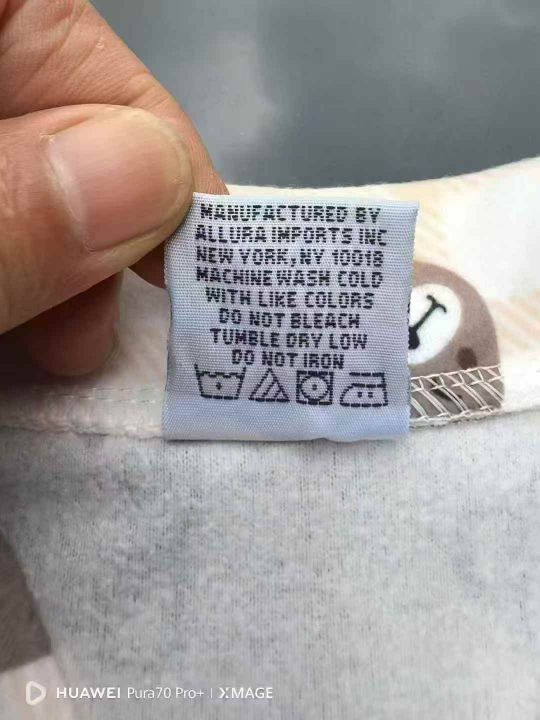 MANUFACTURED BY
ALLURA IMPORTS INC
NEW YORK, NY 10018
MACHINE WASH COLD
WITH LIKE COLORS
DO NOT BLEACH
TUMBLE DRY LOW
DO NOT IRON
HUAWEI Pura70 Pro+ | XMAGE